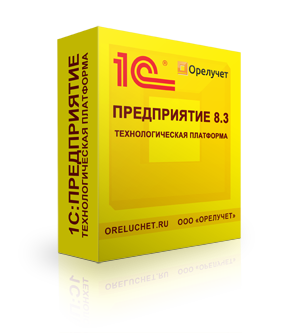 1С®
Орелучет
ПРЕДПРИЯТИЕ 8.3
ТЕХНОЛОГИЧЕСКАЯ ПЛАТФОРМА
ORELUCHET.RU ООО «ОРЕЛУЧЕТ»
1С:ПРЕДПРИЯТИЕ
ТЕХНОЛОГИЧЕСКАЯ ПЛАТФОРМА